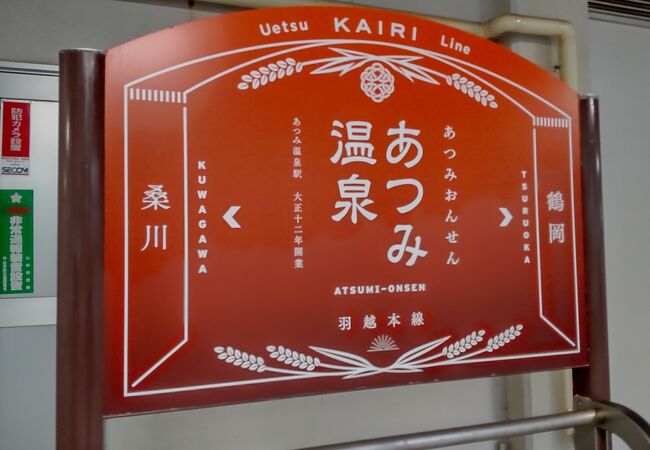 Uetsu KAIRI Line
あつみおんせん
あつみ
温泉
あつみ温泉駅 大正十二年開業
ATSUMI-ONSEN
羽越本線
桑川
KUWAGAWA
TSURUOKA
鶴岡
防犯カメラ設置
SECOM